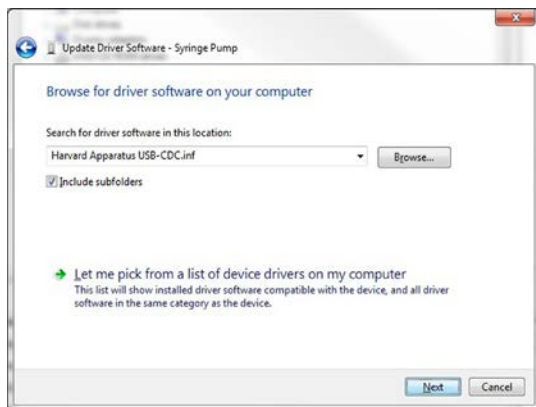 Update Driver Software - Syringe Pump
Browse for driver software on your computer
Search for driver software in this location:
Harvard Apparatus USB-CDC.inf
Browse...
Include subfolders
Let me pick from a list of device drivers on my computer
This list will show installed driver software compatible with the device, and all driver
software in the same category as the device.
Next
Cancel